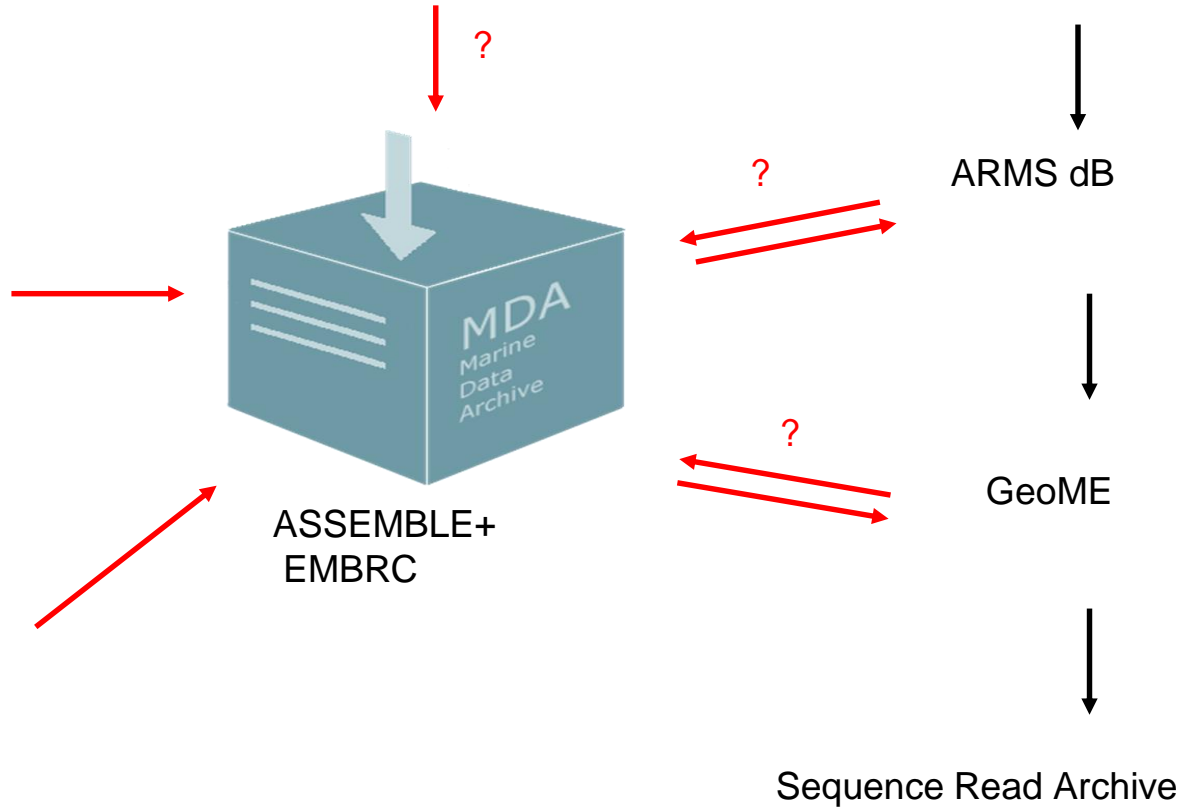 ?
?
ARMS dB
MDA
Marine
Data
Archive
?
GeoME
ASSEMBLE+
EMBRC
Sequence Read Archive